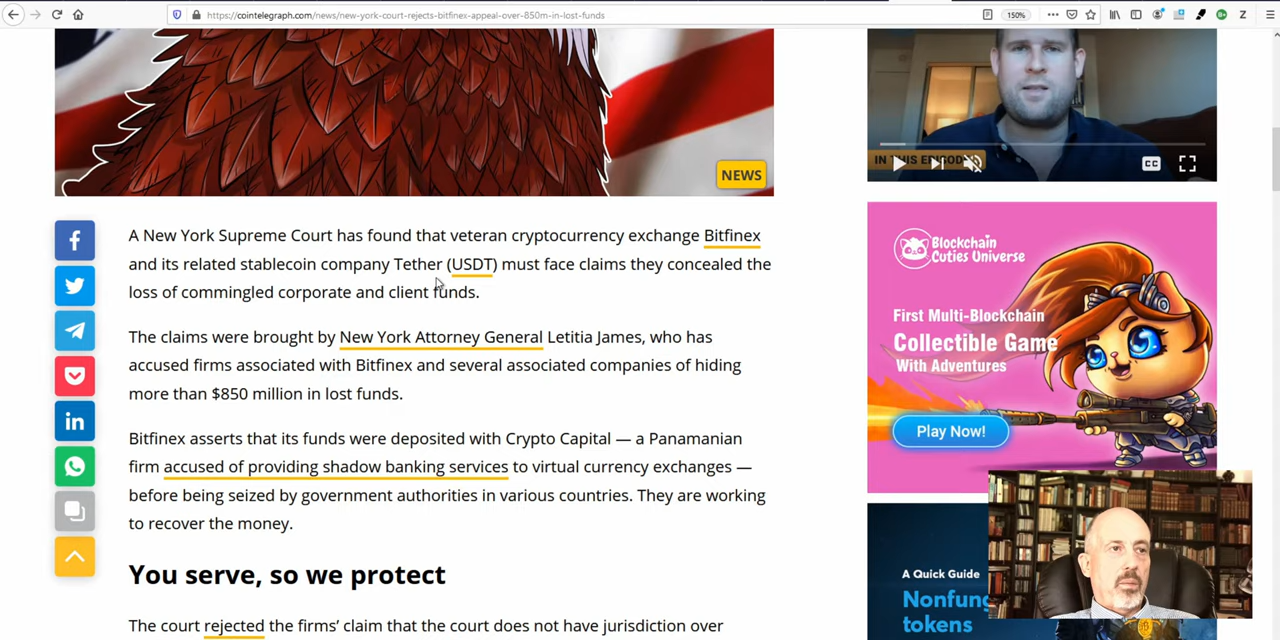 https://cointelegraph.com/news/new-york-court-rejects-bitfinex-appeal-over-850m-in-lost-funds
150%
Z
NEWS
IN THIS EPISOD
CC
A New York Supreme Court has found that veteran cryptocurrency exchange Bitfinex
and its related stablecoin company Tether (USDT) must face claims they concealed the
loss of commingled corporate and client funds.
The claims were brought by New York Attorney General Letitia James, who has
accused firms associated with Bitfinex and several associated companies of hiding
more than $850 million in lost funds.
Bitfinex asserts that its funds were deposited with Crypto Capital — a Panamanian
firm accused of providing shadow banking services to virtual currency exchanges —
before being seized by government authorities in various countries. They are working
to recover the money.
You serve, so we protect
The court rejected the firms’ claim that the court does not have jurisdiction over
Blockchain
Cuties Universe
First Multi-Blockchain
Collectible Game
With Adventures
Play Now!
A Quick Guide
Nonfung
tokens